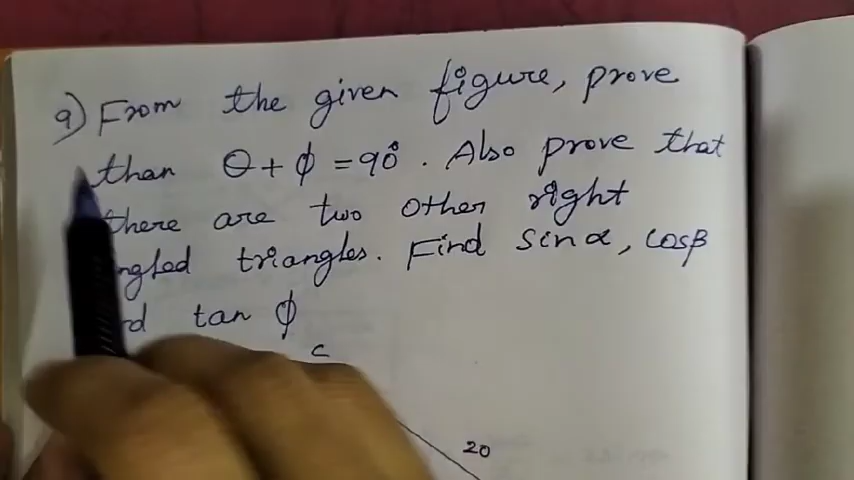 9) From the given figure, prove
than θ + ϕ = 90°. Also prove that
there are two other right
ngled triangles. Find sinα, cosβ
d tan ϕ
C
20